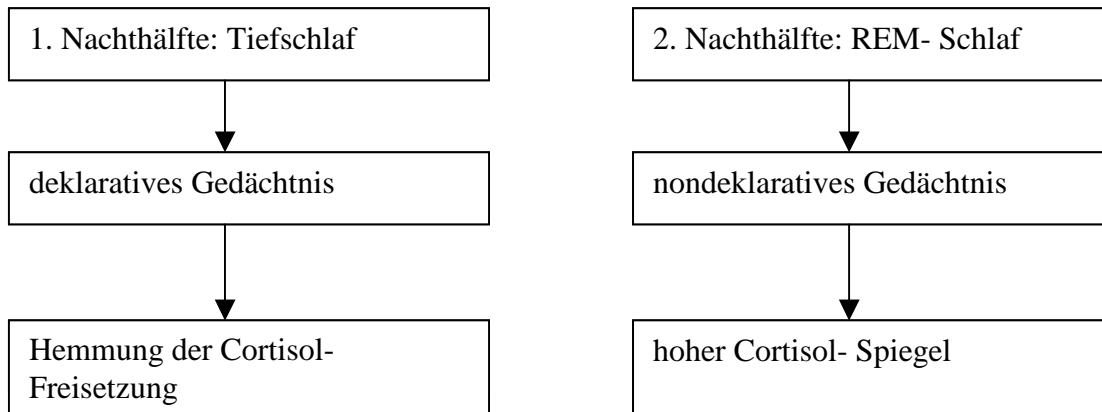 1. Nachthälfte: Tiefschlaf
2. Nachthälfte: REM- Schlaf
deklaratives Gedächtnis
nondeklaratives Gedächtnis
Hemmung der Cortisol-
Freisetzung
hoher Cortisol- Spiegel